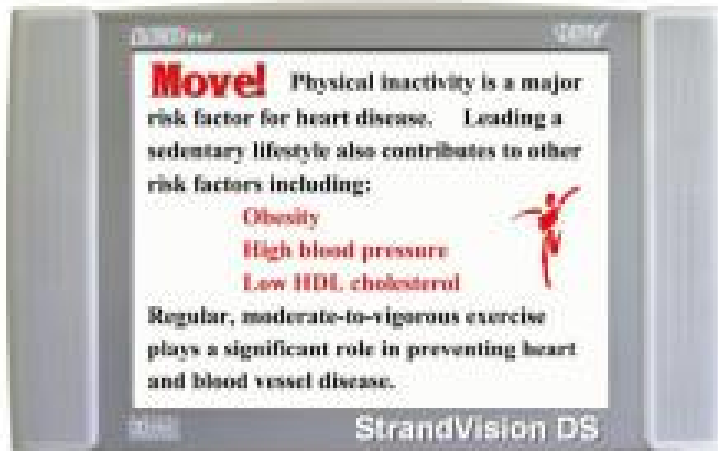 Move! Physical inactivity is a major
risk factor for heart disease. Leading a
sedentary lifestyle also contributes to other
risk factors including:
Obesity
High blood pressure
Low HDL cholesterol
Regular, moderate-to-vigorous exercise
plays a significant role in preventing heart
and blood vessel disease.
StrandVision DS